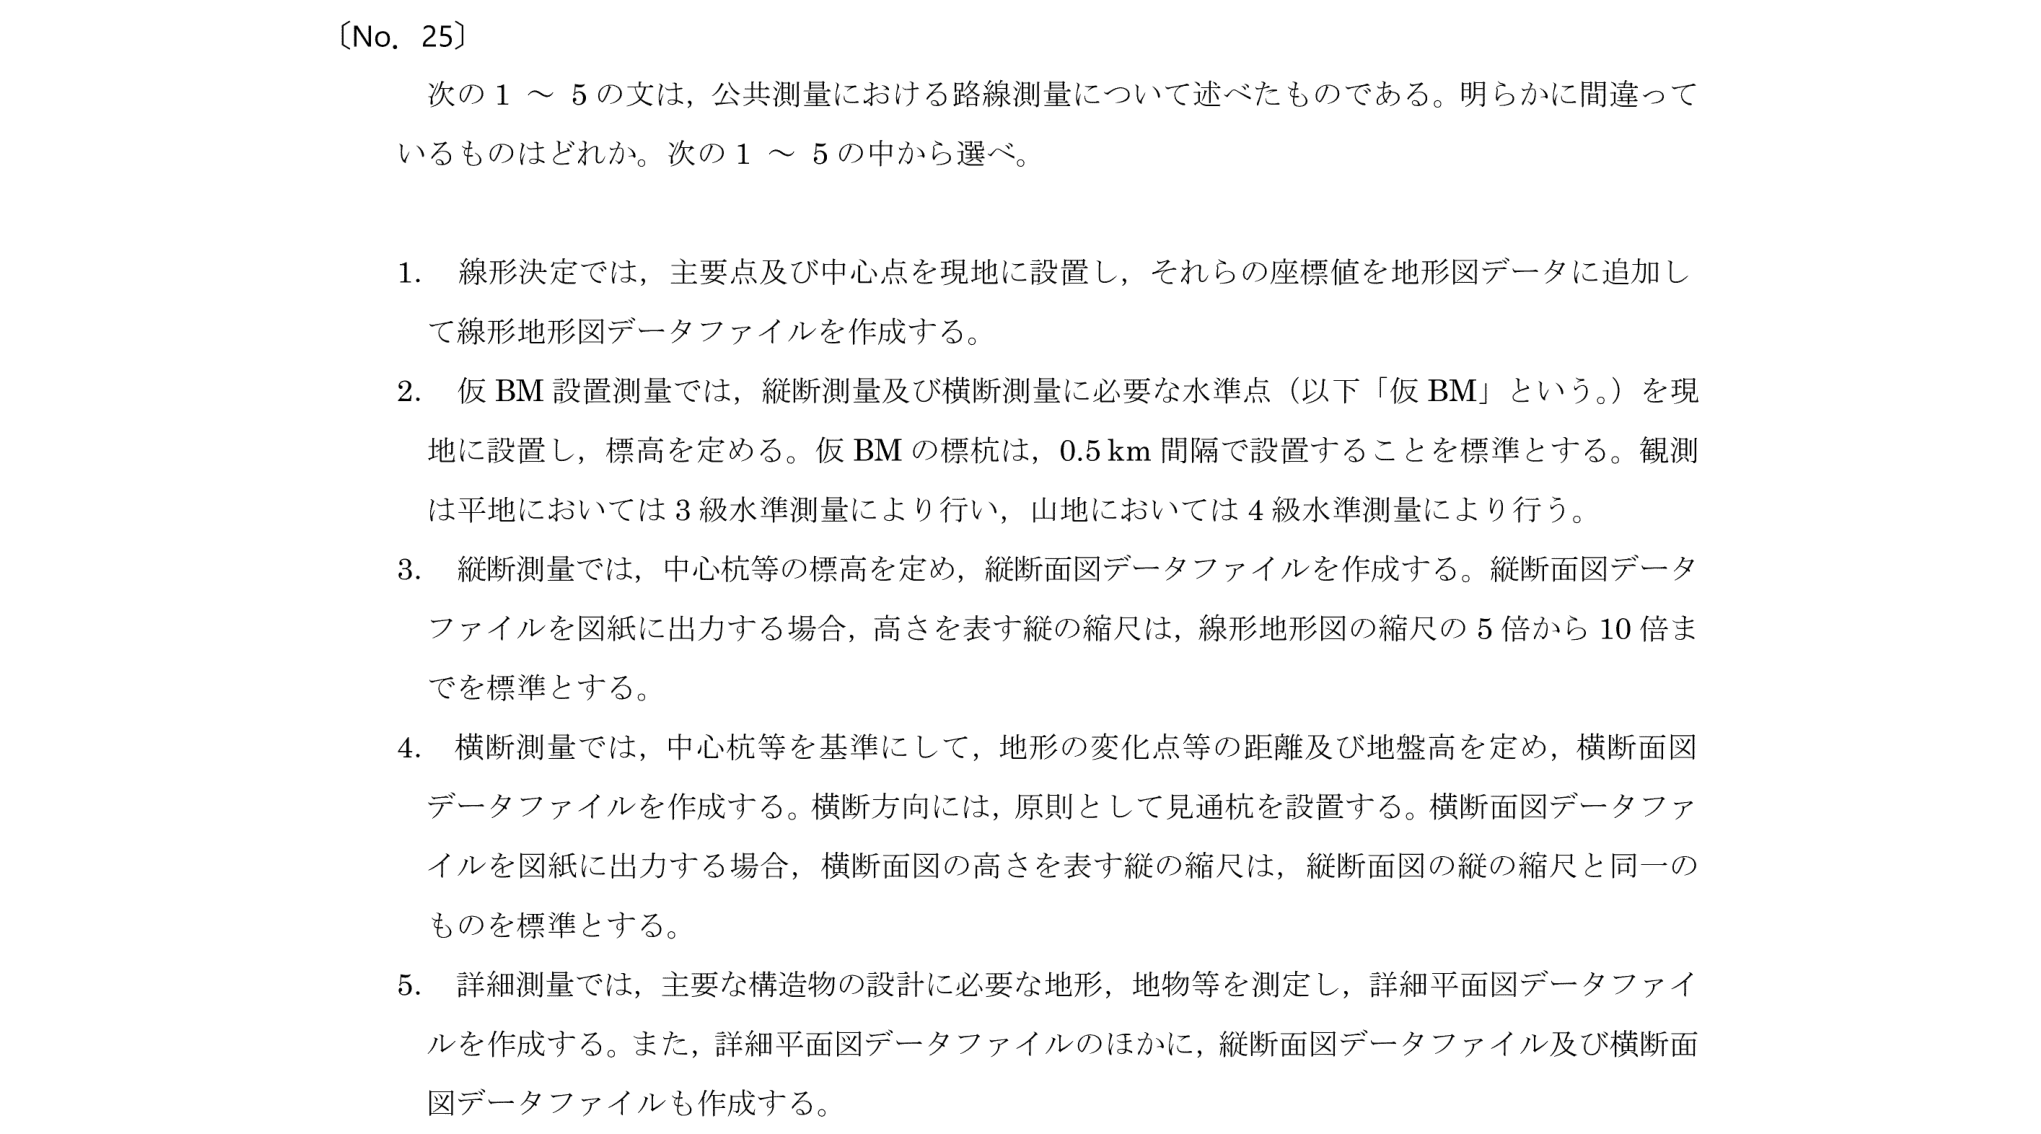 〔No. 25〕
次の 1 ～ 5 の文は，公共測量における路線測量について述べたものである。明らかに間違って
いるものはどれか。次の 1 ～ 5 の中から選べ。
1. 線形決定では，主要点及び中心点を現地に設置し，それらの座標値を地形図データに追加し
て線形地形図データファイルを作成する。
2. 仮 BM 設置測量では，縦断測量及び横断測量に必要な水準点（以下「仮 BM」という。）を現
地に設置し，標高を定める。仮 BM の標杭は，0.5 km 間隔で設置することを標準とする。観測
は平地においては 3 級水準測量により行い，山地においては 4 級水準測量により行う。
3. 縦断測量では，中心杭等の標高を定め，縦断面図データファイルを作成する。縦断面図データ
ファイルを図紙に出力する場合，高さを表す縦の縮尺は，線形地形図の縮尺の 5 倍から 10 倍ま
でを標準とする。
4. 横断測量では，中心杭等を基準にして，地形の変化点等の距離及び地盤高を定め，横断面図
データファイルを作成する。横断方向には，原則として見通杭を設置する。横断面図データファ
イルを図紙に出力する場合，横断面図の高さを表す縦の縮尺は，縦断面図の縦の縮尺と同一の
ものを標準とする。
5. 詳細測量では，主要な構造物の設計に必要な地形，地物等を測定し，詳細平面図データファイ
ルを作成する。また，詳細平面図データファイルのほかに，縦断面図データファイル及び横断面
図データファイルも作成する。